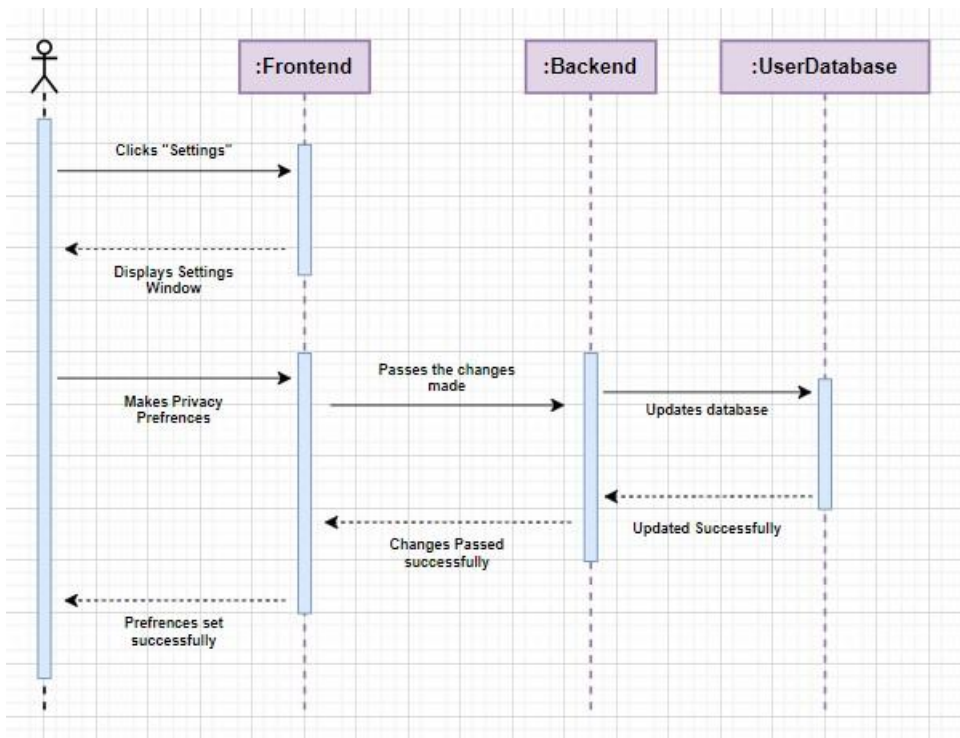 :Frontend
:Backend
:UserDatabase
Clicks "Settings"
Displays Settings
Window
Makes Privacy
Prefrences
Passes the changes
made
Updates database
Updated Successfully
Changes Passed
successfully
Prefrences set
successfully